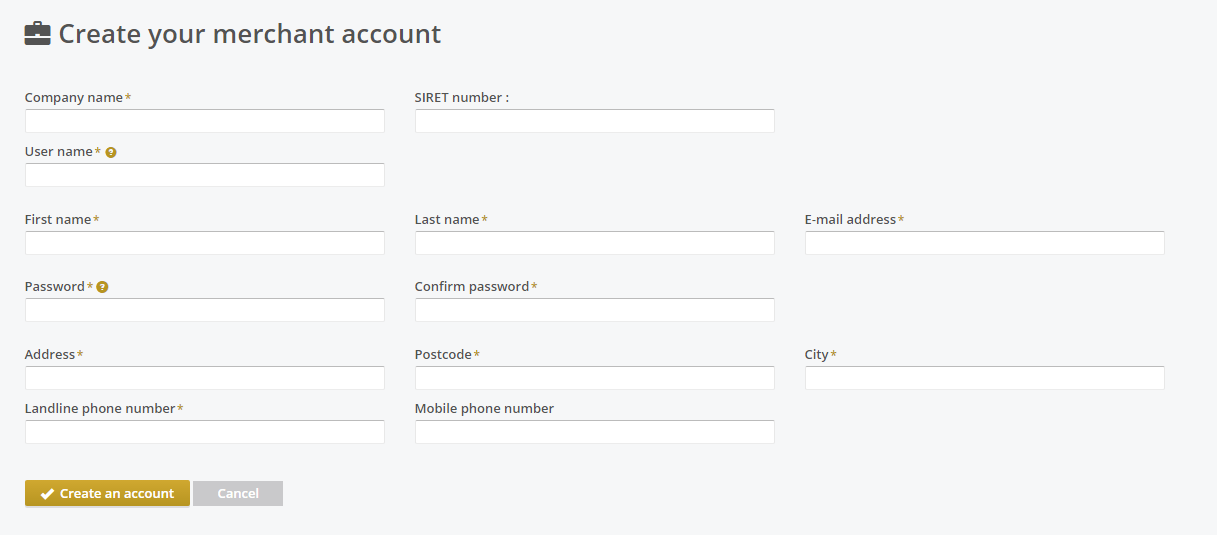 Create your merchant account
Company name* SIRET number :
User name* ?
First name* Last name* E-mail address*
Password* ? Confirm password*
Address* Postcode* City*
Landline phone number* Mobile phone number
Create an account Cancel